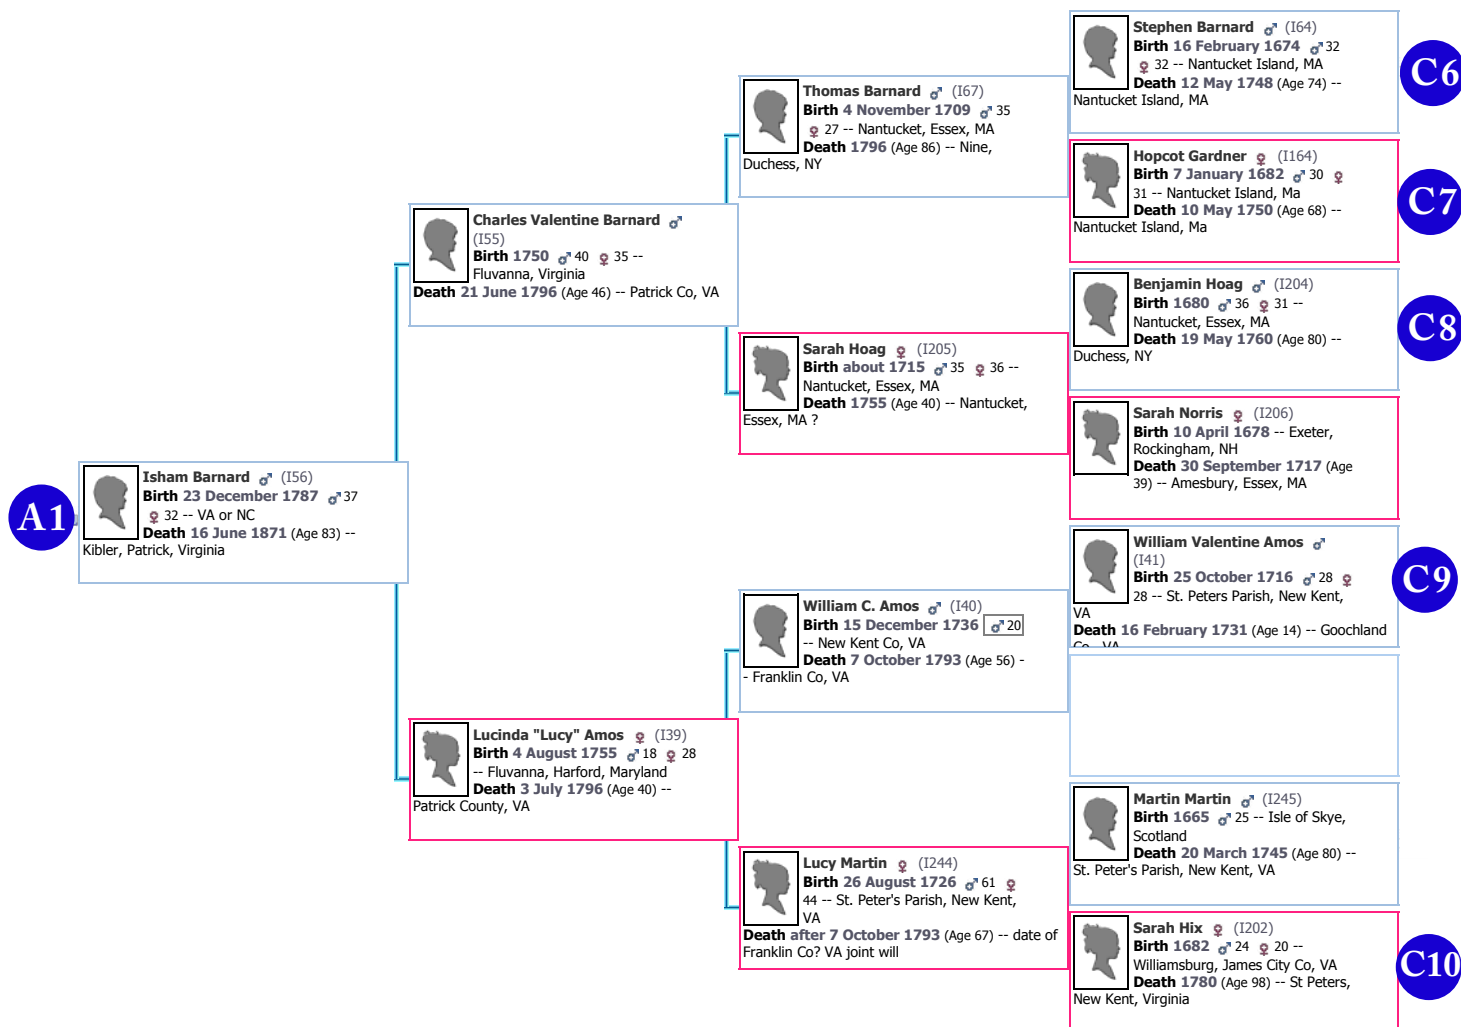 Stephen Barnard ♂ (I64)
Birth 16 February 1674 ♂ 32
♀ 32 -- Nantucket Island, MA
Death 12 May 1748 (Age 74) --
Nantucket Island, MA
C6
Thomas Barnard ♂ (I67)
Birth 4 November 1709 ♂ 35
♀ 27 -- Nantucket, Essex, MA
Death 1796 (Age 86) -- Nine,
Duchess, NY
Hopcot Gardner ♀ (I164)
Birth 7 January 1682 ♂ 30 ♀
31 -- Nantucket Island, Ma
Death 10 May 1750 (Age 68) --
Nantucket Island, Ma
C7
Charles Valentine Barnard ♂
(I55)
Birth 1750 ♂ 40 ♀ 35 --
Fluvanna, Virginia
Death 21 June 1796 (Age 46) -- Patrick Co, VA
Benjamin Hoag ♂ (I204)
Birth 1680 ♂ 36 ♀ 31 --
Nantucket, Essex, MA
Death 19 May 1760 (Age 80) --
Duchess, NY
C8
Sarah Hoag ♀ (I205)
Birth about 1715 ♂ 35 ♀ 36 --
Nantucket, Essex, MA
Death 1755 (Age 40) -- Nantucket,
Essex, MA ?
Sarah Norris ♀ (I206)
Birth 10 April 1678 -- Exeter,
Rockingham, NH
Death 30 September 1717 (Age
39) -- Amesbury, Essex, MA
A1
Isham Barnard ♂ (I56)
Birth 23 December 1787 ♂ 37
♀ 32 -- VA or NC
Death 16 June 1871 (Age 83) --
Kibler, Patrick, Virginia
William Valentine Amos ♂
(I41)
Birth 25 October 1716 ♂ 28 ♀
28 -- St. Peters Parish, New Kent,
VA
Death 16 February 1731 (Age 14) -- Goochland
Co., VA
C9
William C. Amos ♂ (I40)
Birth 15 December 1736 ♂ 20
-- New Kent Co, VA
Death 7 October 1793 (Age 56) -
- Franklin Co, VA
Lucinda "Lucy" Amos ♀ (I39)
Birth 4 August 1755 ♂ 18 ♀ 28
-- Fluvanna, Harford, Maryland
Death 3 July 1796 (Age 40) --
Patrick County, VA
Martin Martin ♂ (I245)
Birth 1665 ♂ 25 -- Isle of Skye,
Scotland
Death 20 March 1745 (Age 80) --
St. Peter's Parish, New Kent, VA
Lucy Martin ♀ (I244)
Birth 26 August 1726 ♂ 61 ♀
44 -- St. Peter's Parish, New Kent,
VA
Death after 7 October 1793 (Age 67) -- date of
Franklin Co? VA joint will
Sarah Hix ♀ (I202)
Birth 1682 ♂ 24 ♀ 20 --
Williamsburg, James City Co, VA
Death 1780 (Age 98) -- St Peters,
New Kent, Virginia
C10